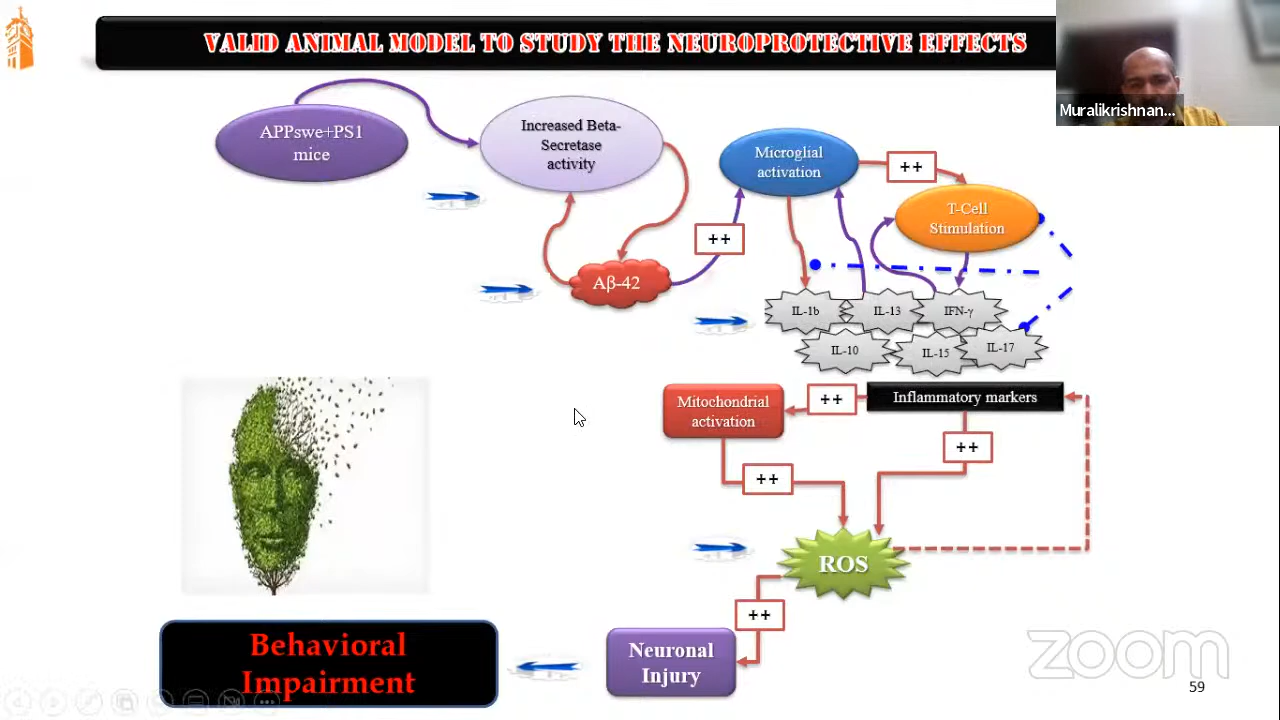 VALID ANIMAL MODEL TO STUDY THE NEUROPROTECTIVE EFFECTS
Muralikrishnan...
APPswe+PS1
mice
Increased Beta-
Secretase
activity
Microglial
activation
++
T-Cell
Stimulation
++
Aβ-42
IL-1b
IL-13
IFN-γ
IL-10
IL-15
IL-17
Mitochondrial
activation
++
Inflammatory markers
++
++
ROS
++
Neuronal
Injury
Behavioral
Impairment
zoom
59